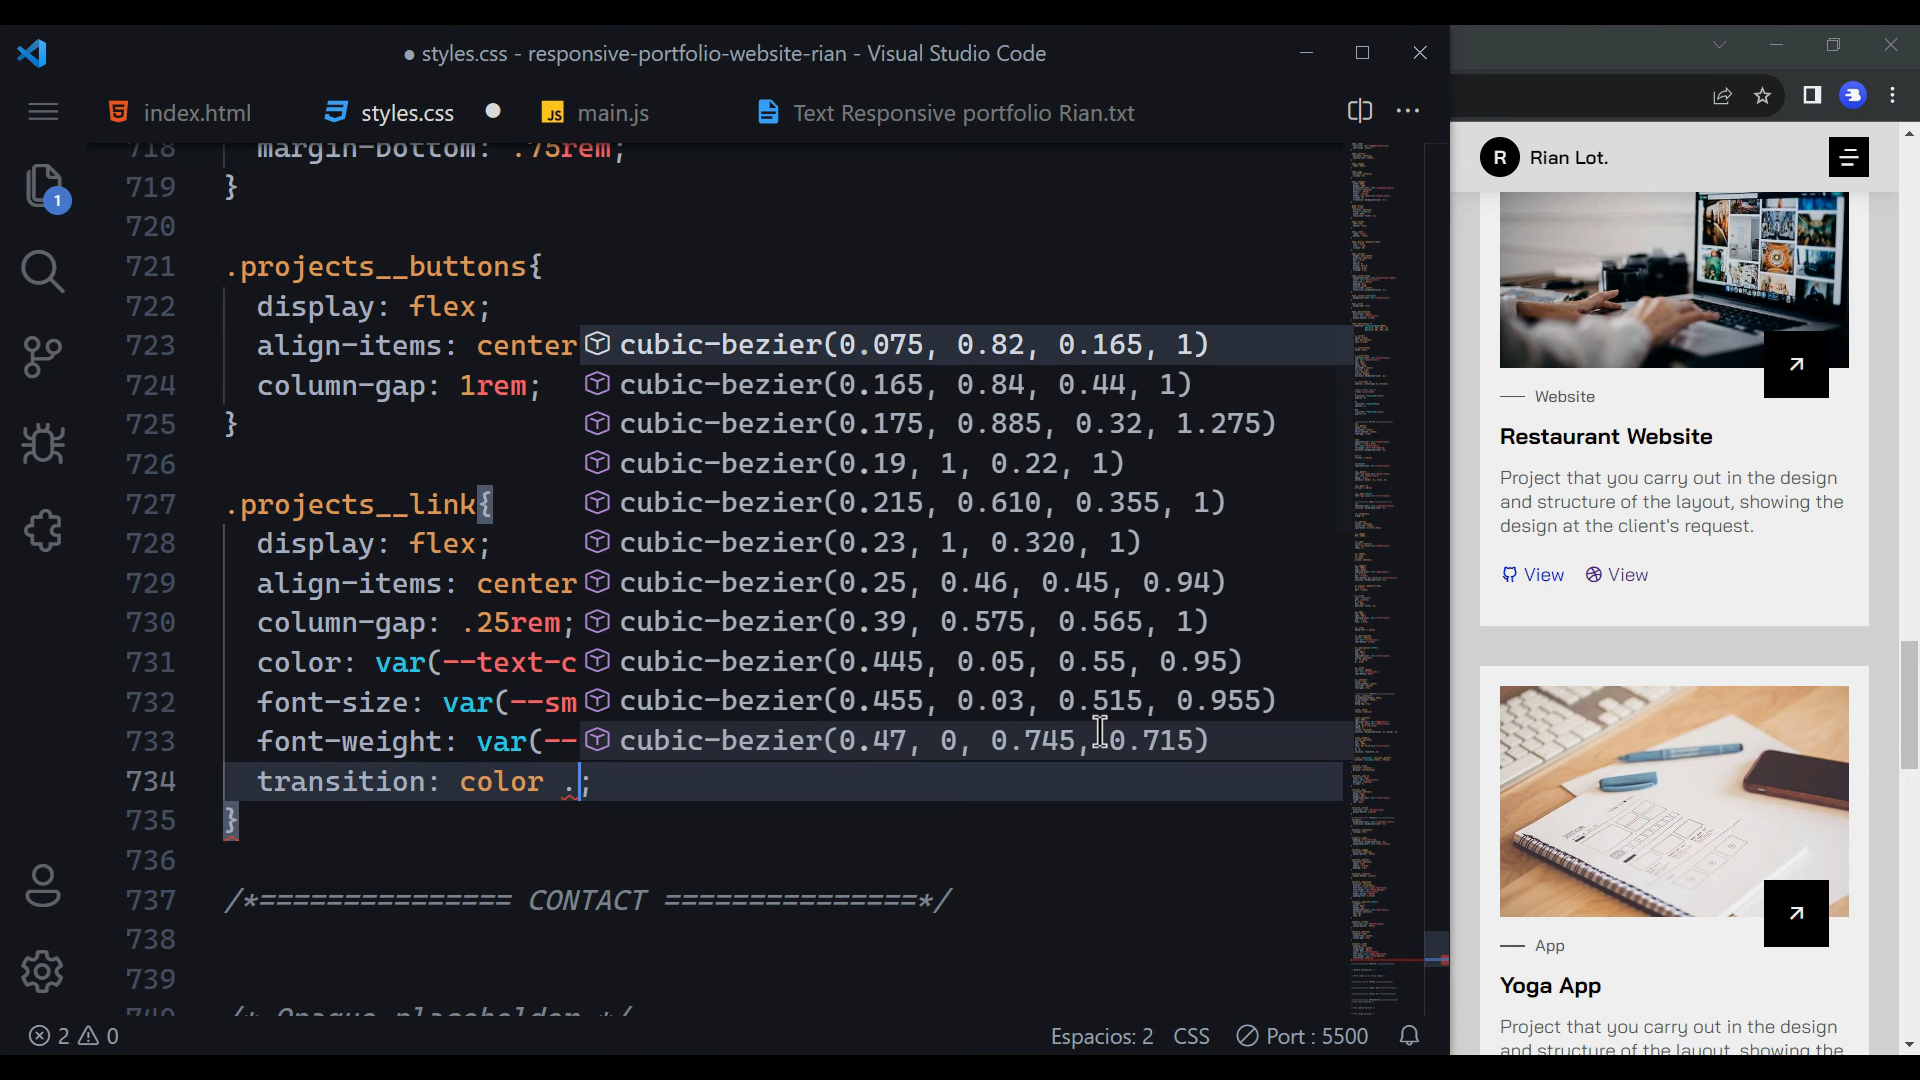 styles.css - responsive-portfolio-website-rian - Visual Studio Code
index.html
styles.css
JS main.js
Text Responsive portfolio Rian.txt
1
718 margin-bottom: .75rem;
719 }
720
721 .projects__buttons{
722 display: flex;
723 align-items: center
724 column-gap: 1rem;
725 }
726
727 .projects__link{
728 display: flex;
729 align-items: center
730 column-gap: .25rem;
731 color: var(--text-c
732 font-size: var(--sm
733 font-weight: var(--
734 transition: color .;
735 }
736
737 /*=============== CONTACT ===============*/
738
739
740 /* Opaque placeholder */
cubic-bezier(0.075, 0.82, 0.165, 1)
cubic-bezier(0.165, 0.84, 0.44, 1)
cubic-bezier(0.175, 0.885, 0.32, 1.275)
cubic-bezier(0.19, 1, 0.22, 1)
cubic-bezier(0.215, 0.610, 0.355, 1)
cubic-bezier(0.23, 1, 0.320, 1)
cubic-bezier(0.25, 0.46, 0.45, 0.94)
cubic-bezier(0.39, 0.575, 0.565, 1)
cubic-bezier(0.445, 0.05, 0.55, 0.95)
cubic-bezier(0.455, 0.03, 0.515, 0.955)
cubic-bezier(0.47, 0, 0.745, 0.715)
2 0
Espacios: 2 CSS Port : 5500
R Rian Lot.
Website
Restaurant Website
Project that you carry out in the design
and structure of the layout, showing the
design at the client's request.
View View
App
Yoga App
Project that you carry out in the design
and structure of the layout, showing the